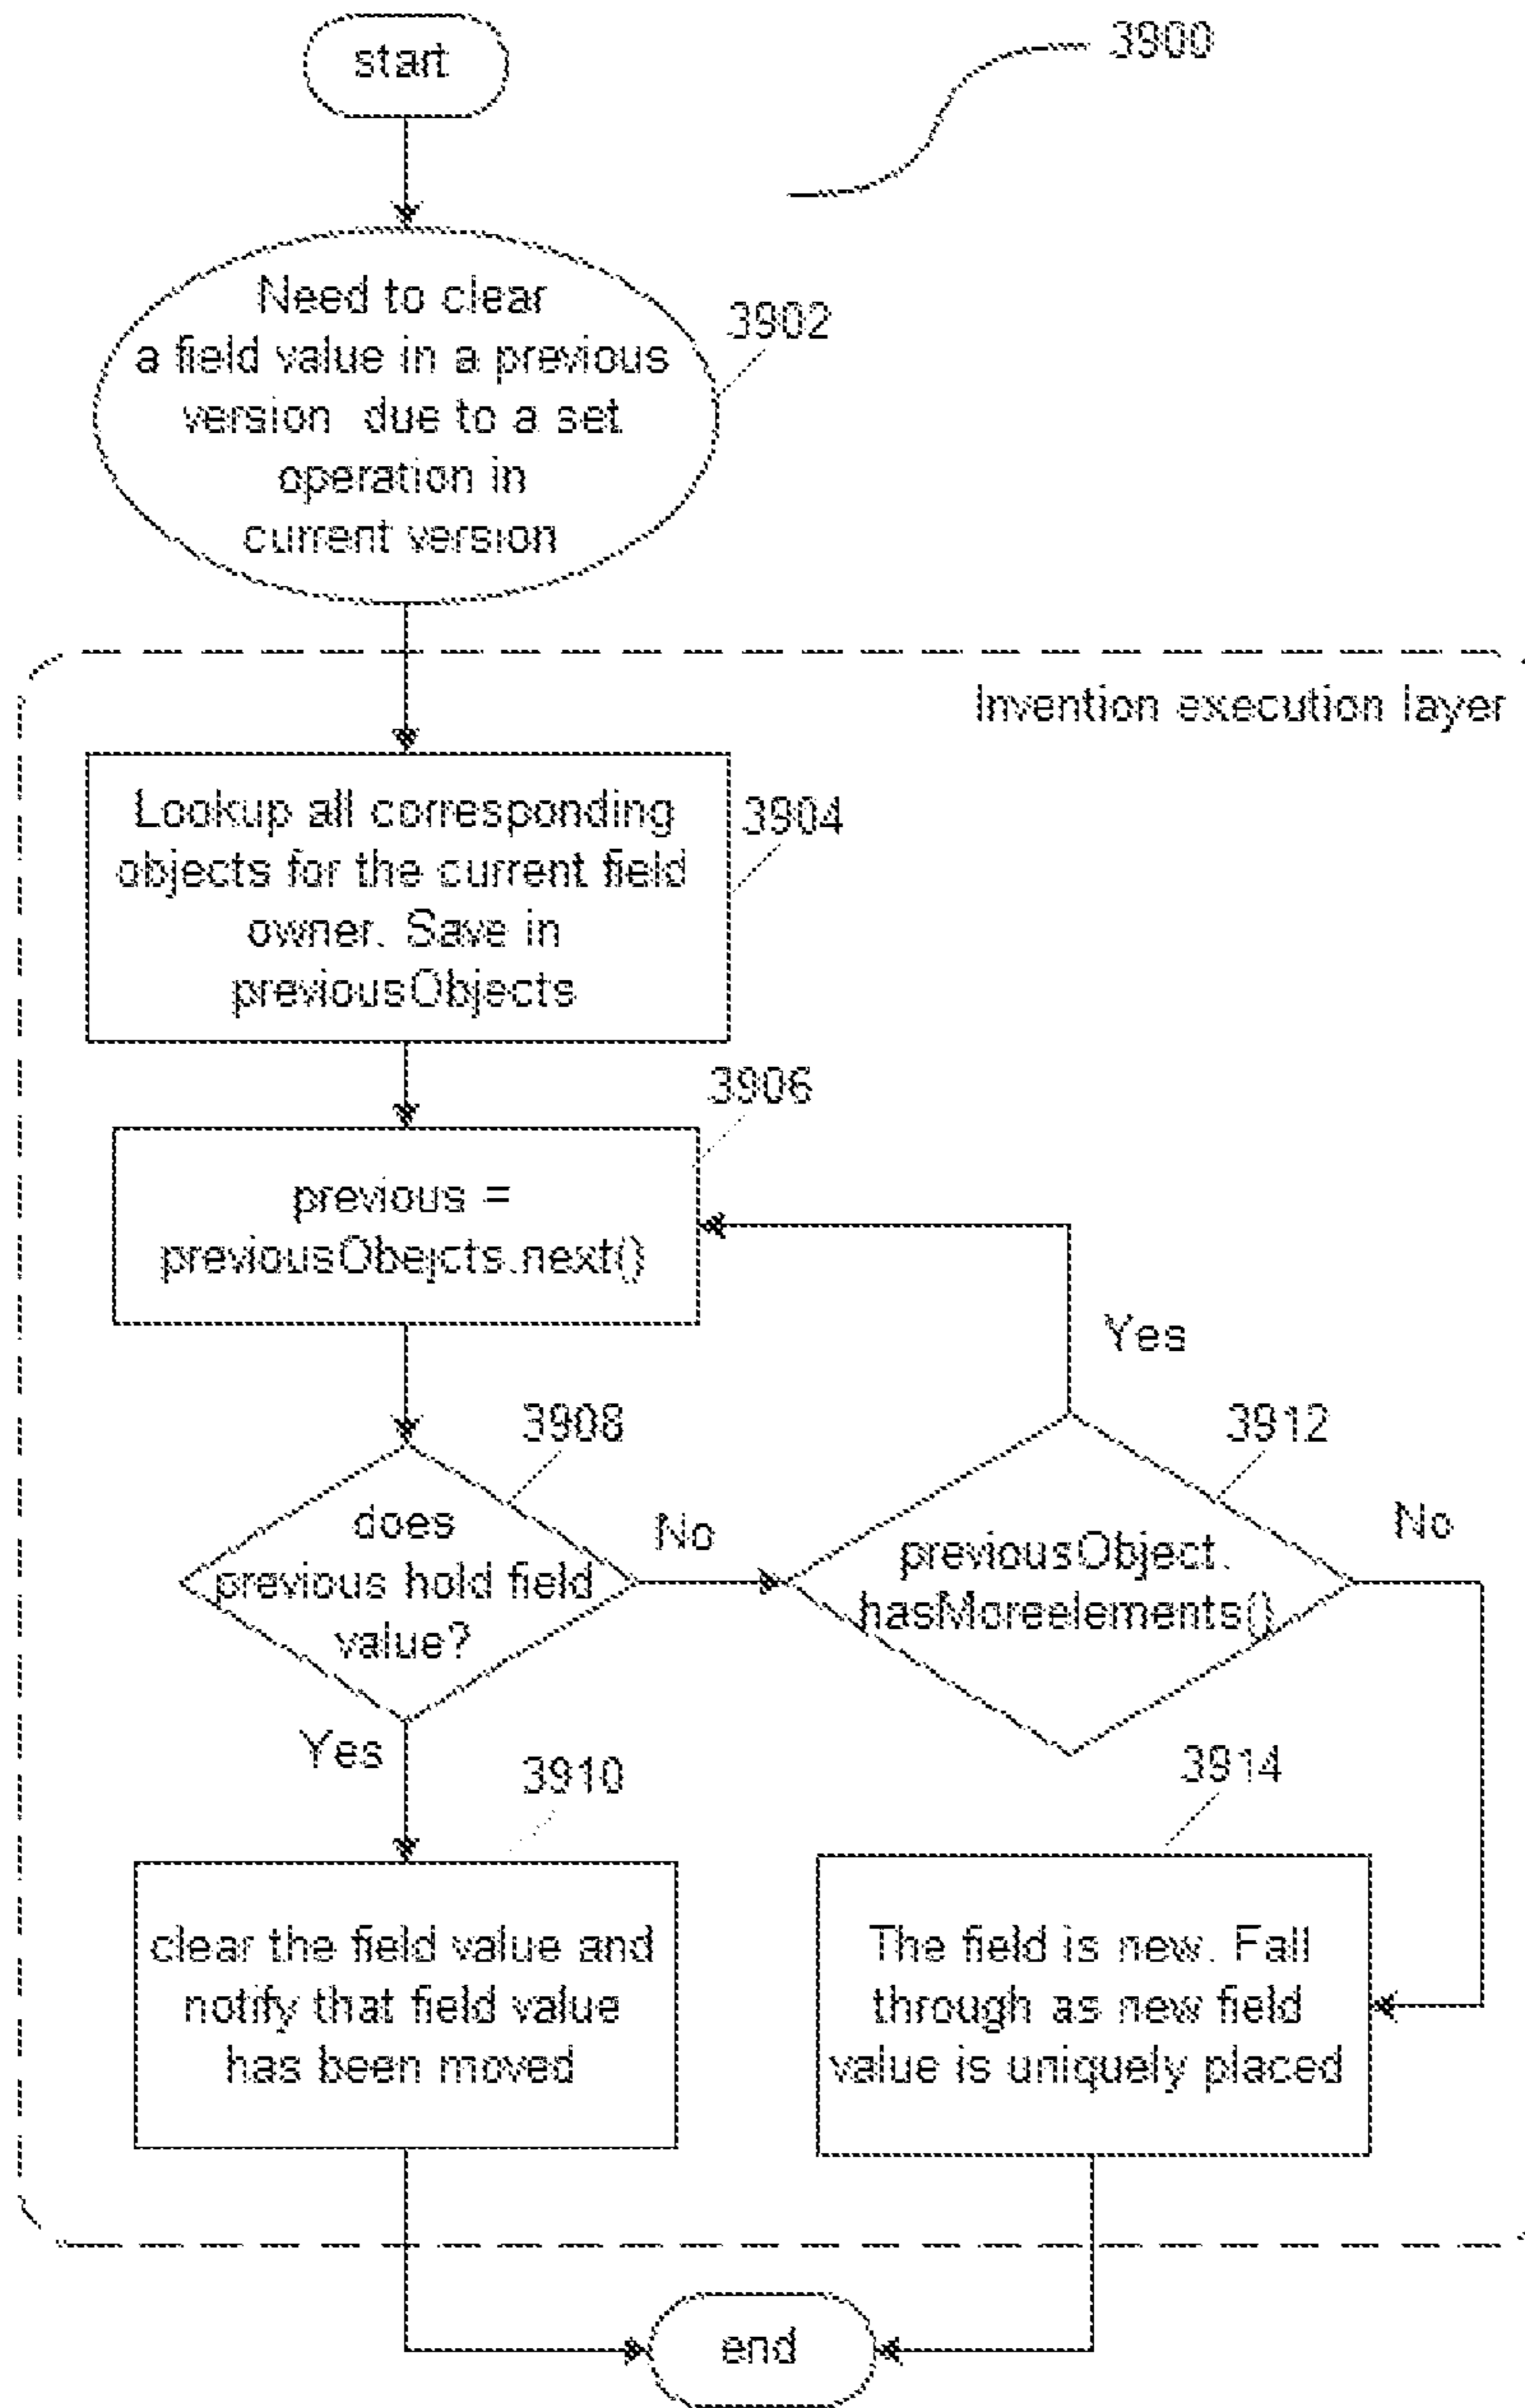 start
3900
Need to clear
a field value in a previous
version due to a set
operation in
current version
3902
Invention execution layer
Lookup all corresponding
objects for the current field
owner. Save in
previousObjects
3904
3906
previous =
previousObejcts.next()
Yes
3908
3912
does
previous hold field
value?
No
previousObject.
hasMoreelements()
No
Yes
3910
3914
clear the field value and
notify that field value
has been moved
The field is new. Fall
through as new field
value is uniquely placed
end